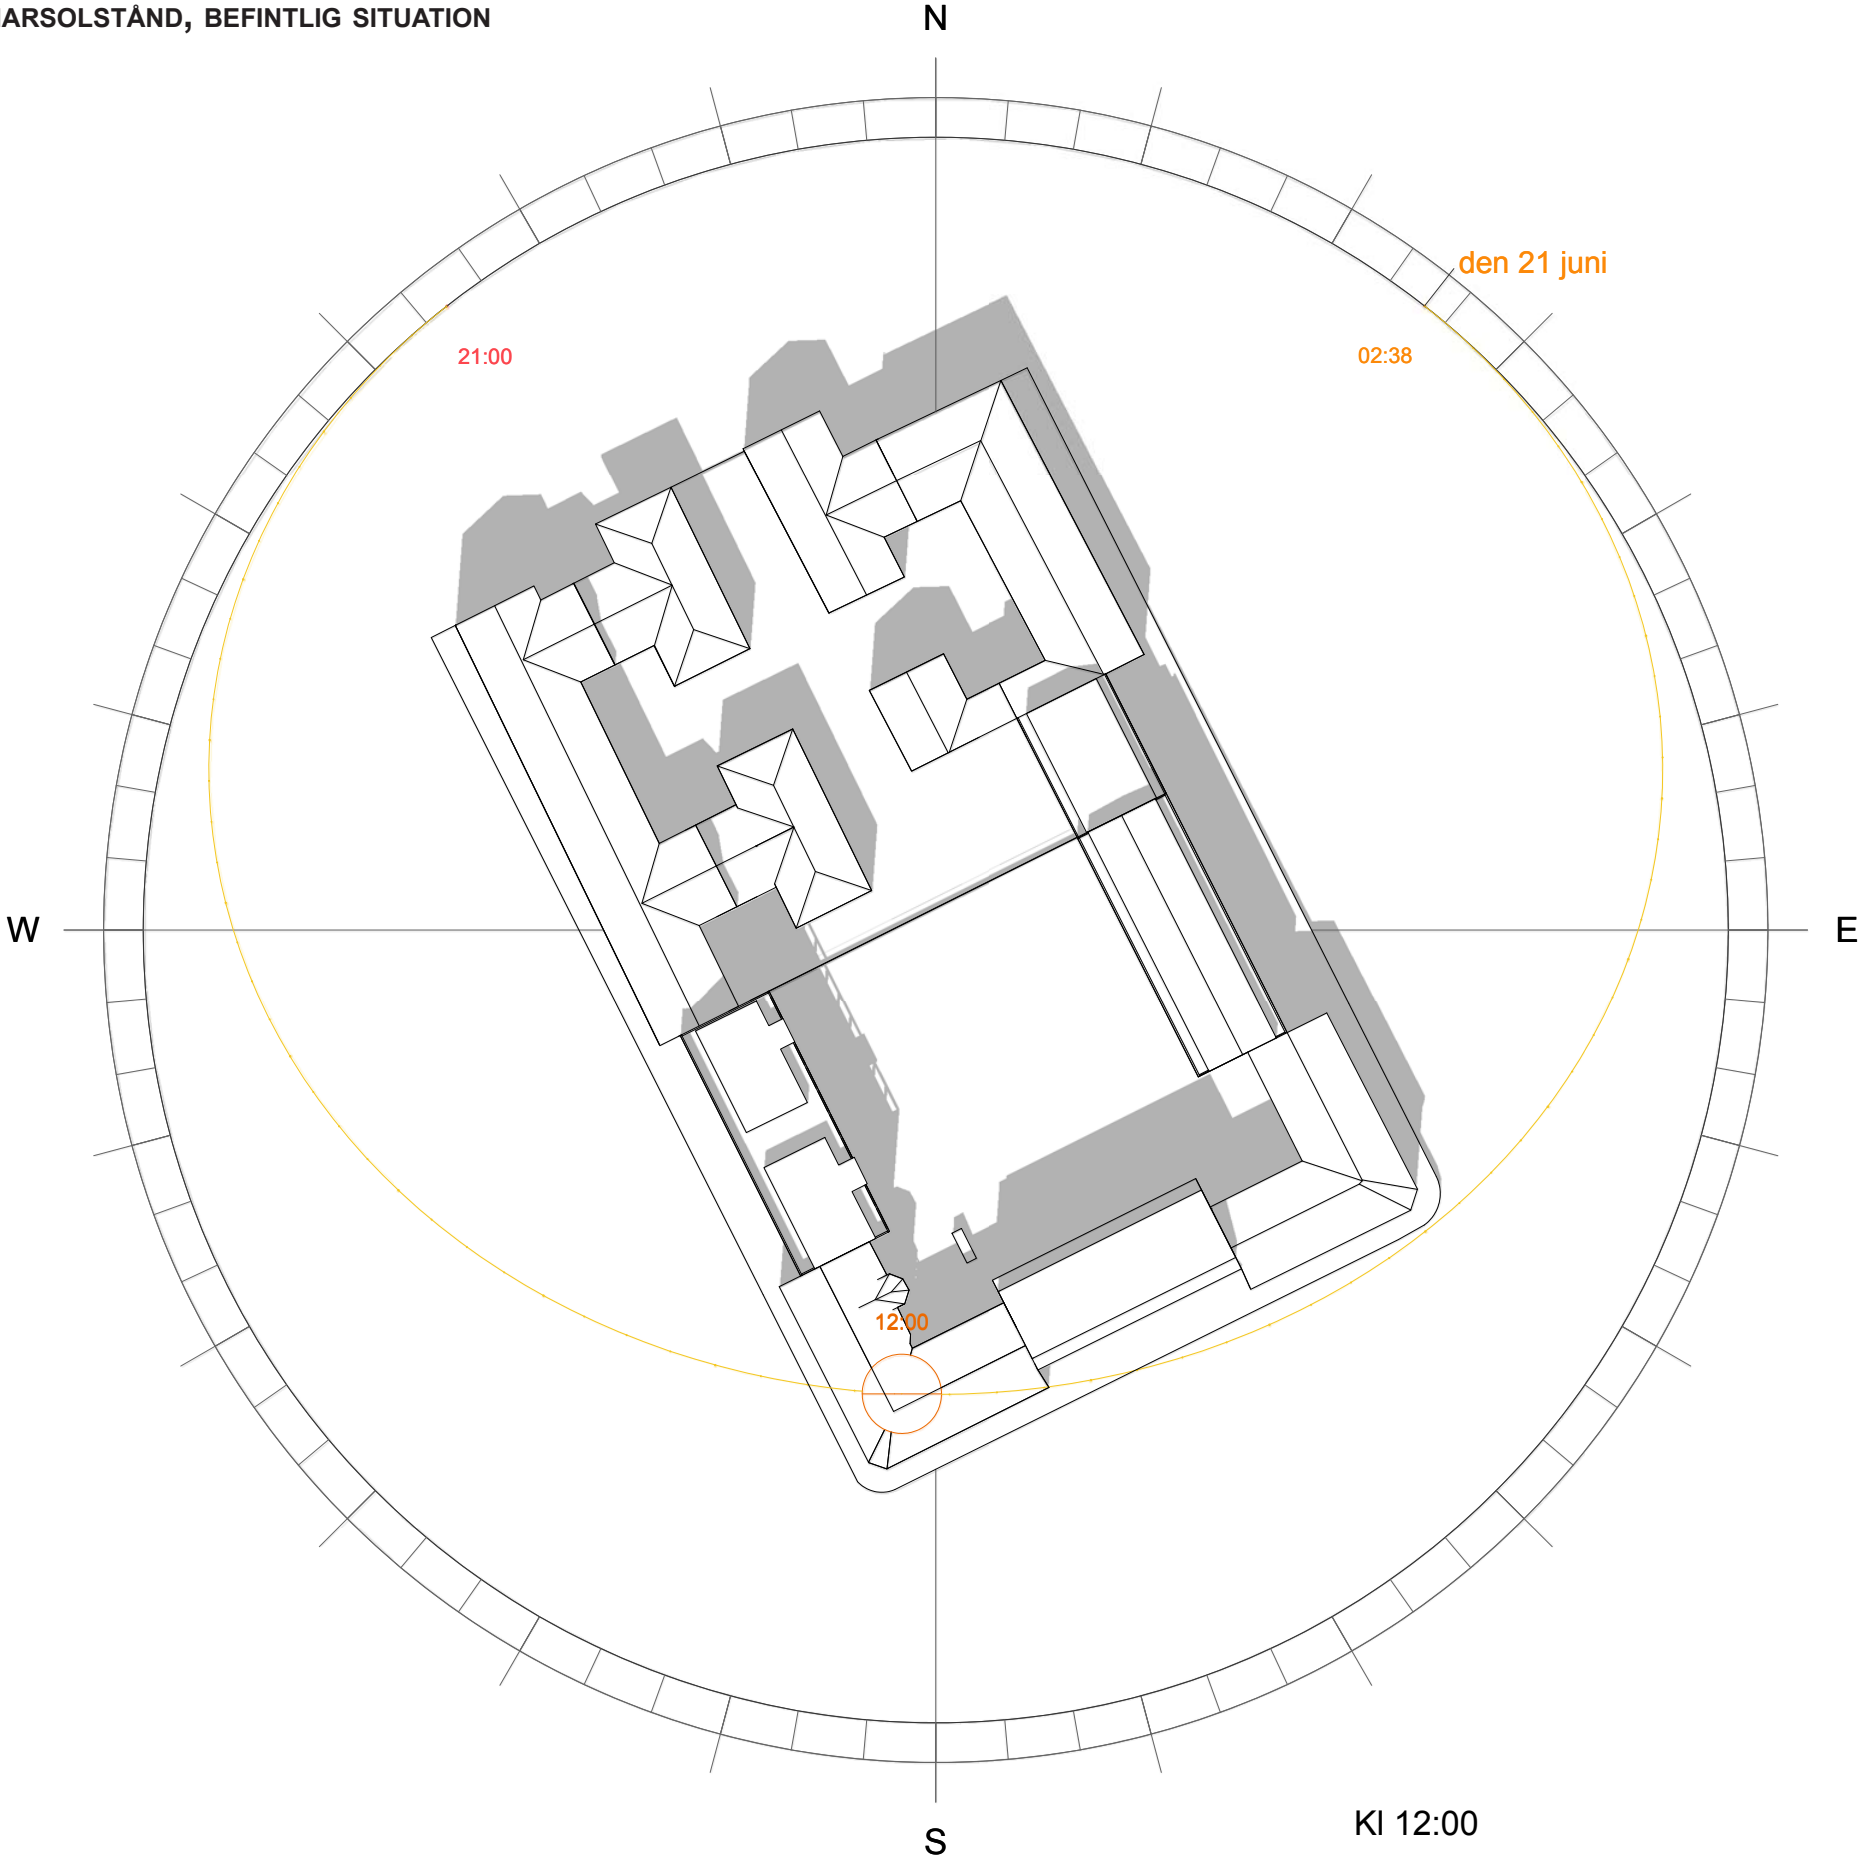 ARSOLSTÅND, BEFINTLIG SITUATION
N
den 21 juni
21:00
02:38
W
E
12:00
Kl 12:00
S